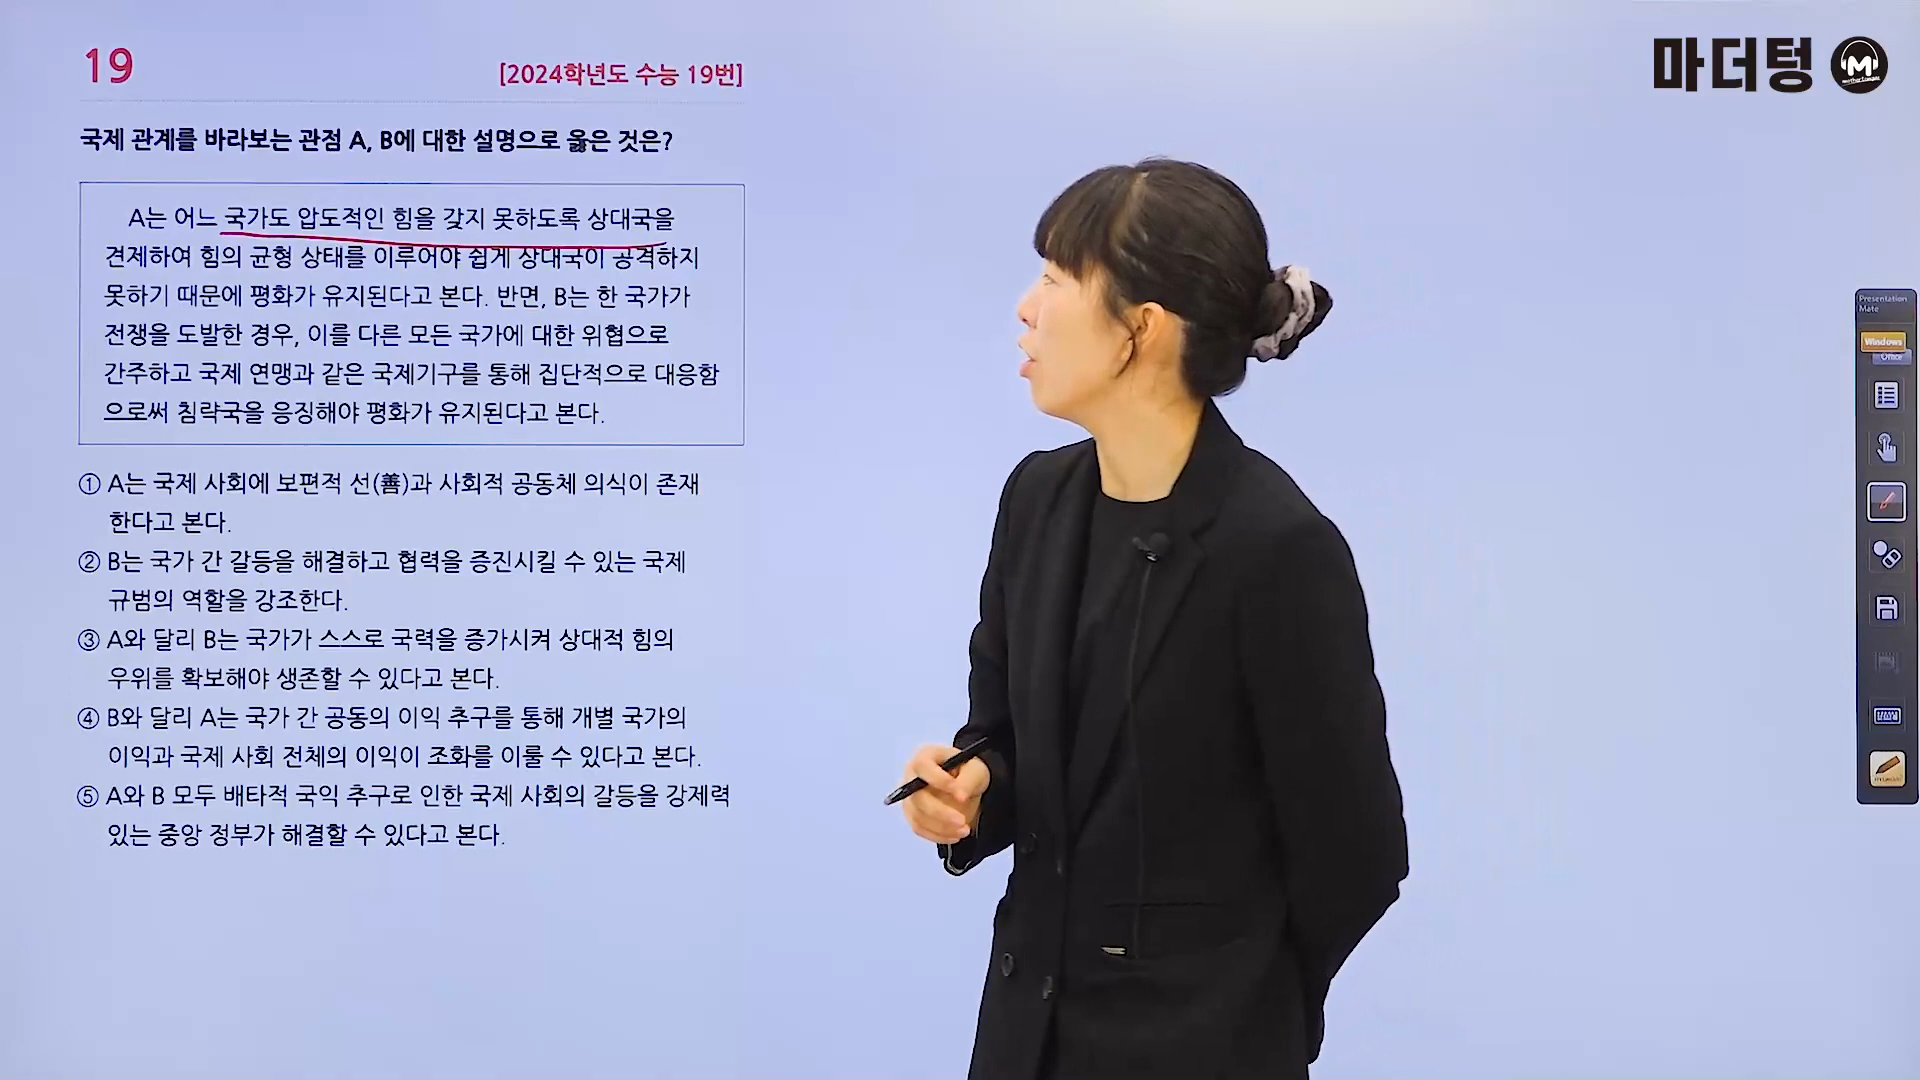 19
[2024학년도 수능 19번]
국제 관계를 바라보는 관점 A, B에 대한 설명으로 옳은 것은?
A는 어느 국가도 압도적인 힘을 갖지 못하도록 상대국을
견제하여 힘의 균형 상태를 이루어야 쉽게 상대국이 공격하지
못하기 때문에 평화가 유지된다고 본다. 반면, B는 한 국가가
전쟁을 도발한 경우, 이를 다른 모든 국가에 대한 위협으로
간주하고 국제 연맹과 같은 국제기구를 통해 집단적으로 대응함
으로써 침략국을 응징해야 평화가 유지된다고 본다.
① A는 국제 사회에 보편적 선(善)과 사회적 공동체 의식이 존재
한다고 본다.
② B는 국가 간 갈등을 해결하고 협력을 증진시킬 수 있는 국제
규범의 역할을 강조한다.
③ A와 달리 B는 국가가 스스로 국력을 증가시켜 상대적 힘의
우위를 확보해야 생존할 수 있다고 본다.
④ B와 달리 A는 국가 간 공동의 이익 추구를 통해 개별 국가의
이익과 국제 사회 전체의 이익이 조화를 이룰 수 있다고 본다.
⑤ A와 B 모두 배타적 국익 추구로 인한 국제 사회의 갈등을 강제력
있는 중앙 정부가 해결할 수 있다고 본다.
마더텅
M
Presentation
Mate
Windows
Office